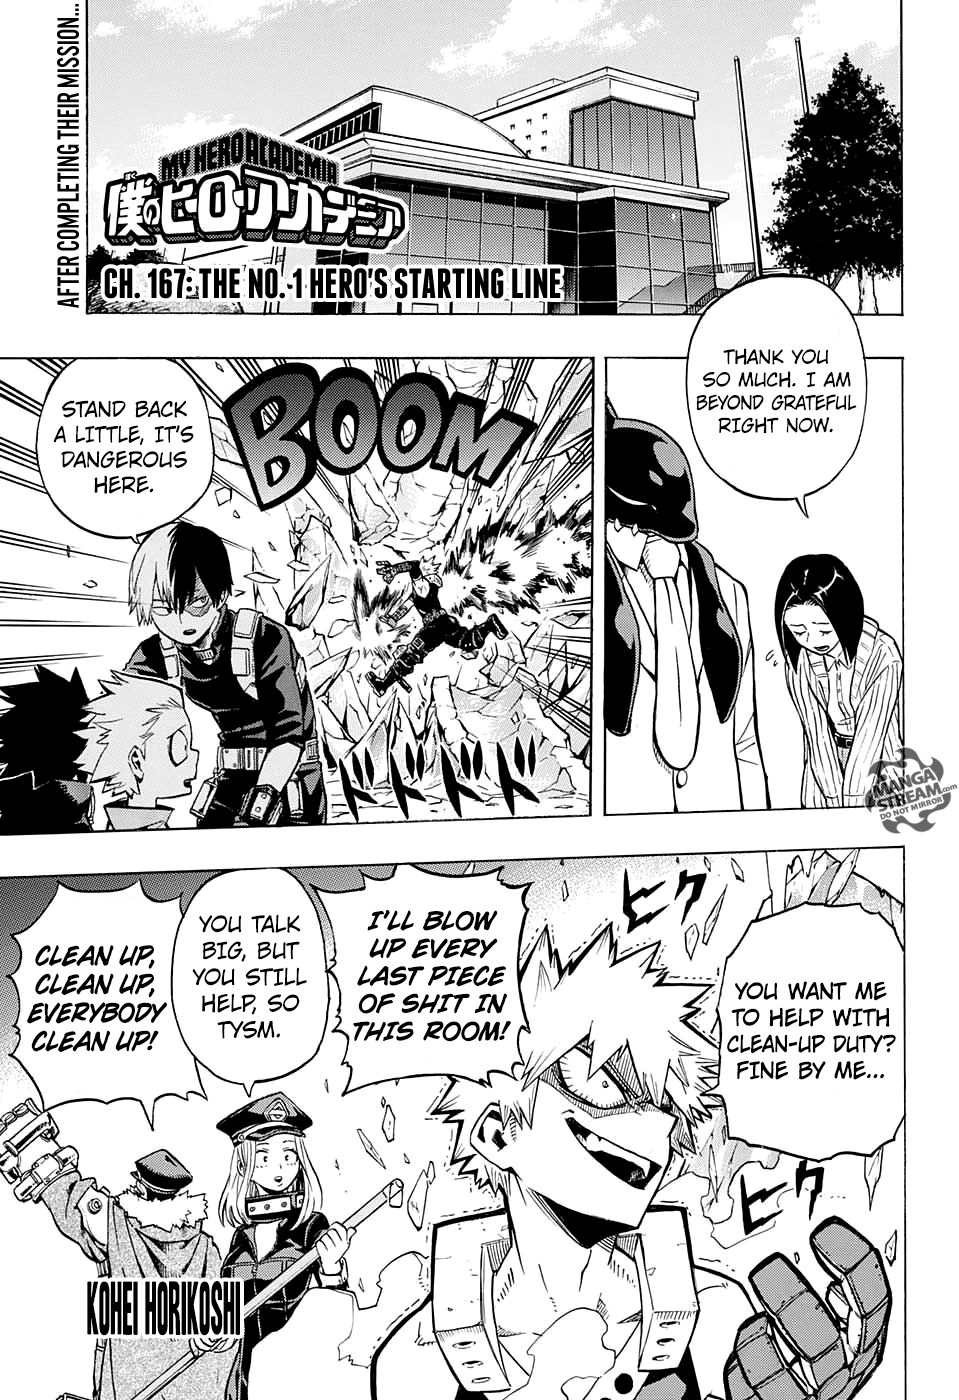 AFTER COMPLETING THEIR MISSION...
MY HERO ACADEMIA
僕のヒーローアカデミア
CH. 167: THE NO. 1 HERO'S STARTING LINE
THANK YOU
SO MUCH. I AM
BEYOND GRATEFUL
RIGHT NOW.
BOOM
STAND BACK
A LITTLE, IT'S
DANGEROUS
HERE.
ドドドド
MANGA
STREAM.com
DO NOT MIRROR
YOU WANT ME
TO HELP WITH
CLEAN-UP DUTY?
FINE BY ME...
ピク
ピク
I'LL BLOW
UP EVERY
LAST PIECE
OF SHIT IN
THIS ROOM!
YOU TALK
BIG, BUT
YOU STILL
HELP, SO
TYSM.
CLEAN UP,
CLEAN UP,
EVERYBODY
CLEAN UP!
KOHEI HORIKOSHI